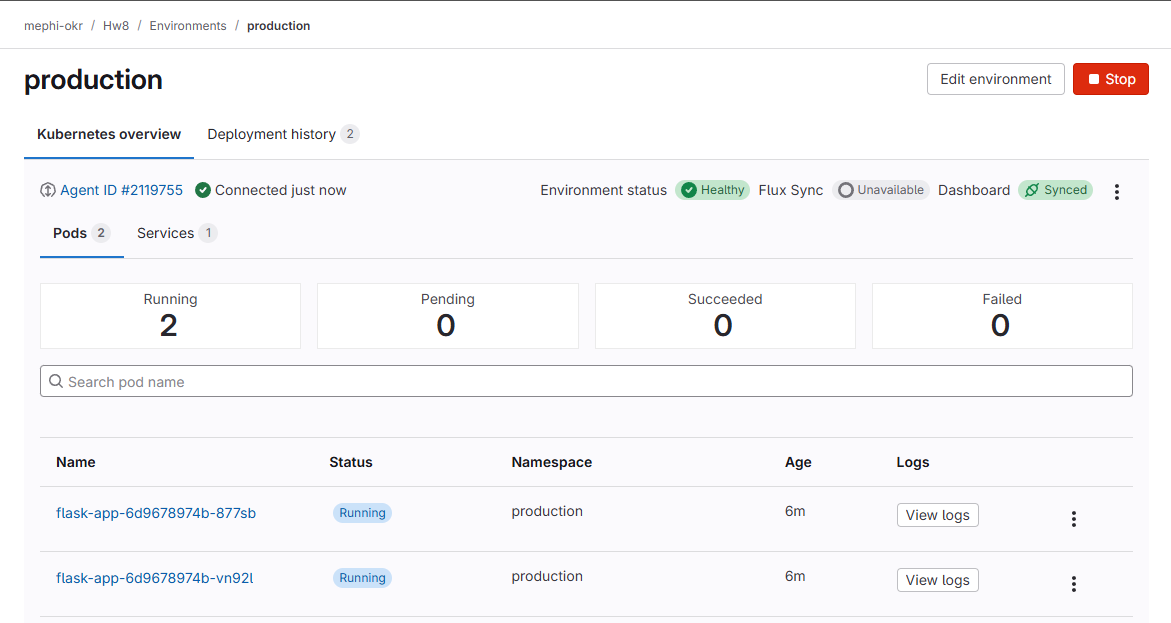 mephi-okr / Hw8 / Environments / production
production
Edit environment
Stop
Kubernetes overview
Deployment history 2
Agent ID #2119755 Connected just now Environment status Healthy Flux Sync Unavailable Dashboard Synced
Pods 2 Services 1
Running Pending Succeeded Failed
2 0 0 0
Search pod name
Name Status Namespace Age Logs
flask-app-6d9678974b-877sb Running production 6m View logs
flask-app-6d9678974b-vn92l Running production 6m View logs